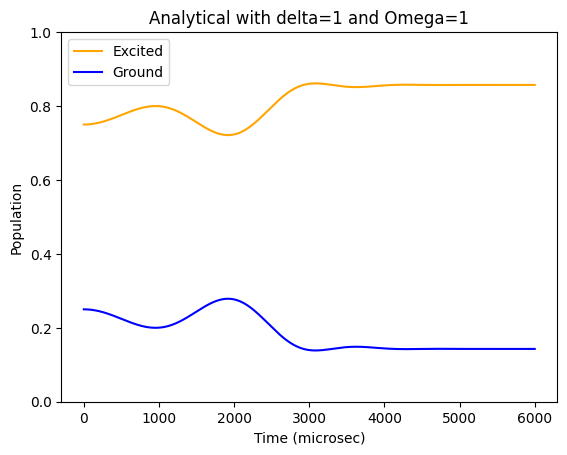 Analytical with delta=1 and Omega=1
Excited
Ground
Population
1.0
0.8
0.6
0.4
0.2
0.0
0 1000 2000 3000 4000 5000 6000
Time (microsec)